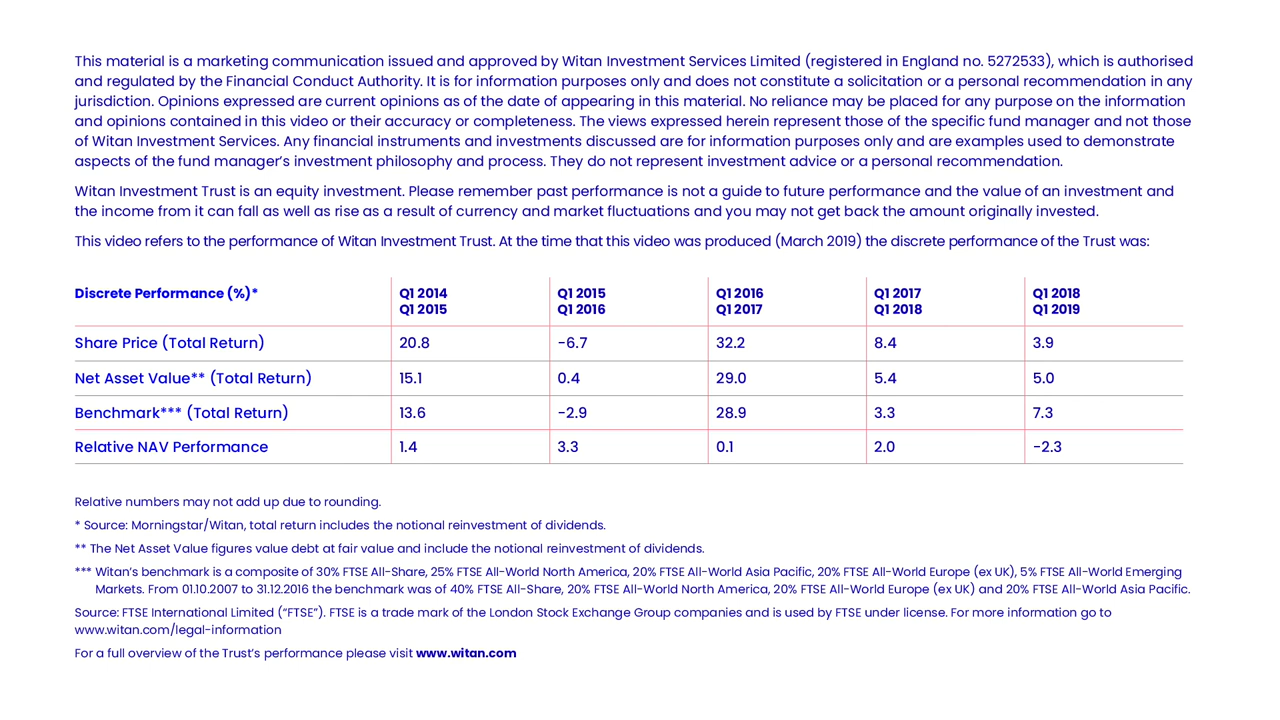 This material is a marketing communication issued and approved by Witan Investment Services Limited (registered in England no. 5272533), which is authorised
and regulated by the Financial Conduct Authority. It is for information purposes only and does not constitute a solicitation or a personal recommendation in any
jurisdiction. Opinions expressed are current opinions as of the date of appearing in this material. No reliance may be placed for any purpose on the information
and opinions contained in this video or their accuracy or completeness. The views expressed herein represent those of the specific fund manager and not those
of Witan Investment Services. Any financial instruments and investments discussed are for information purposes only and are examples used to demonstrate
aspects of the fund manager's investment philosophy and process. They do not represent investment advice or a personal recommendation.
Witan Investment Trust is an equity investment. Please remember past performance is not a guide to future performance and the value of an investment and
the income from it can fall as well as rise as a result of currency and market fluctuations and you may not get back the amount originally invested.
This video refers to the performance of Witan Investment Trust. At the time that this video was produced (March 2019) the discrete performance of the Trust was:
Discrete Performance (%)* Q1 2014 Q1 2015 Q1 2016 Q1 2017 Q1 2018
Q1 2015 Q1 2016 Q1 2017 Q1 2018 Q1 2019
Share Price (Total Return) 20.8 -6.7 32.2 8.4 3.9
Net Asset Value** (Total Return) 15.1 0.4 29.0 5.4 5.0
Benchmark*** (Total Return) 13.6 -2.9 28.9 3.3 7.3
Relative NAV Performance 1.4 3.3 0.1 2.0 -2.3
Relative numbers may not add up due to rounding.
* Source: Morningstar/Witan, total return includes the notional reinvestment of dividends.
** The Net Asset Value figures value debt at fair value and include the notional reinvestment of dividends.
*** Witan's benchmark is a composite of 30% FTSE All-Share, 25% FTSE All-World North America, 20% FTSE All-World Asia Pacific, 20% FTSE All-World Europe (ex UK), 5% FTSE All-World Emerging
Markets. From 01.10.2007 to 31.12.2016 the benchmark was of 40% FTSE All-Share, 20% FTSE All-World North America, 20% FTSE All-World Europe (ex UK) and 20% FTSE All-World Asia Pacific.
Source: FTSE International Limited ("FTSE"). FTSE is a trade mark of the London Stock Exchange Group companies and is used by FTSE under license. For more information go to
www.witan.com/legal-information
For a full overview of the Trust's performance please visit www.witan.com